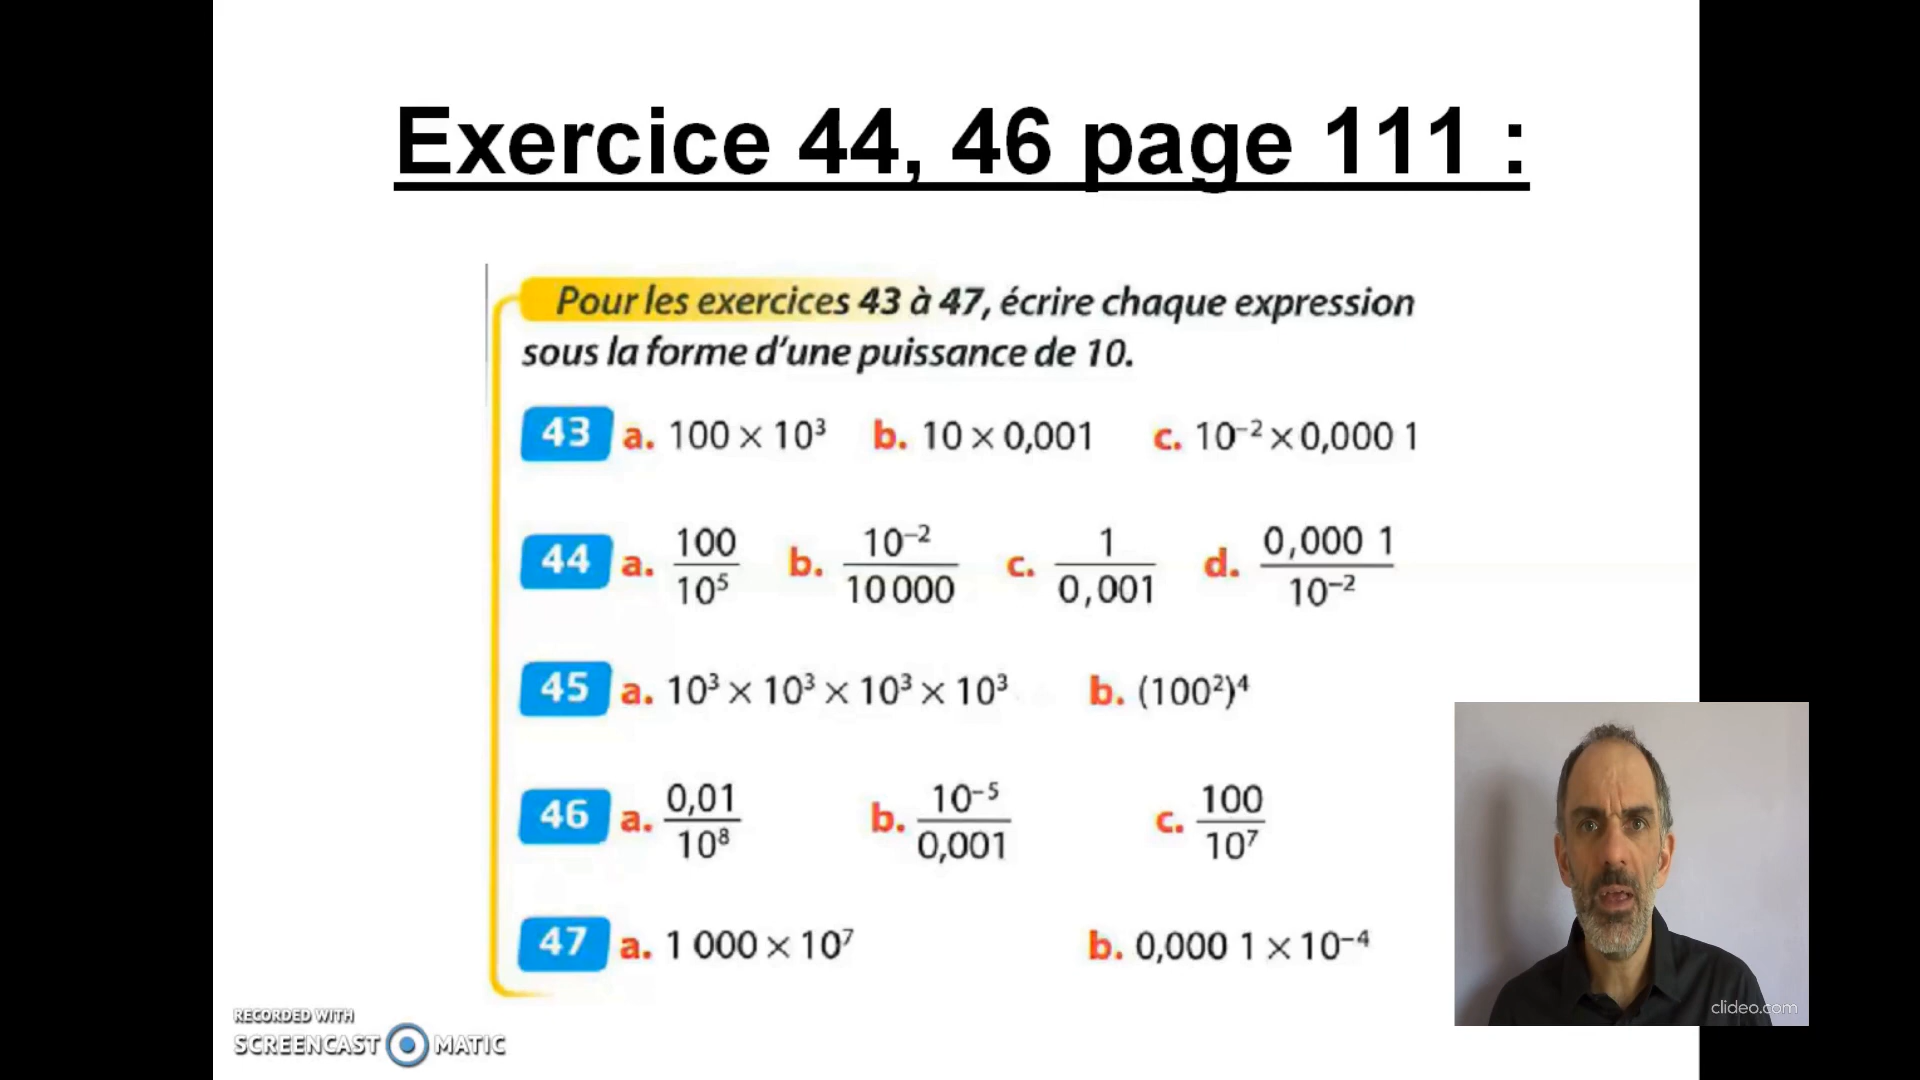 Exercice 44, 46 page 111 :
Pour les exercices 43 à 47, écrire chaque expression
sous la forme d'une puissance de 10.
43 a. 100 × 10³ b. 10 × 0,001 c. 10⁻² × 0,000 1
44 a. 100/10⁵ b. 10⁻²/10 000 c. 1/0,001 d. 0,000 1/10⁻²
45 a. 10³ × 10³ × 10³ × 10³ b. (100²)⁴
46 a. 0,01/10⁸ b. 10⁻⁵/0,001 c. 100/10⁷
47 a. 1 000 × 10⁷ b. 0,000 1 × 10⁻⁴
RECORDED WITH
SCREENCAST MATIC
clideo.com